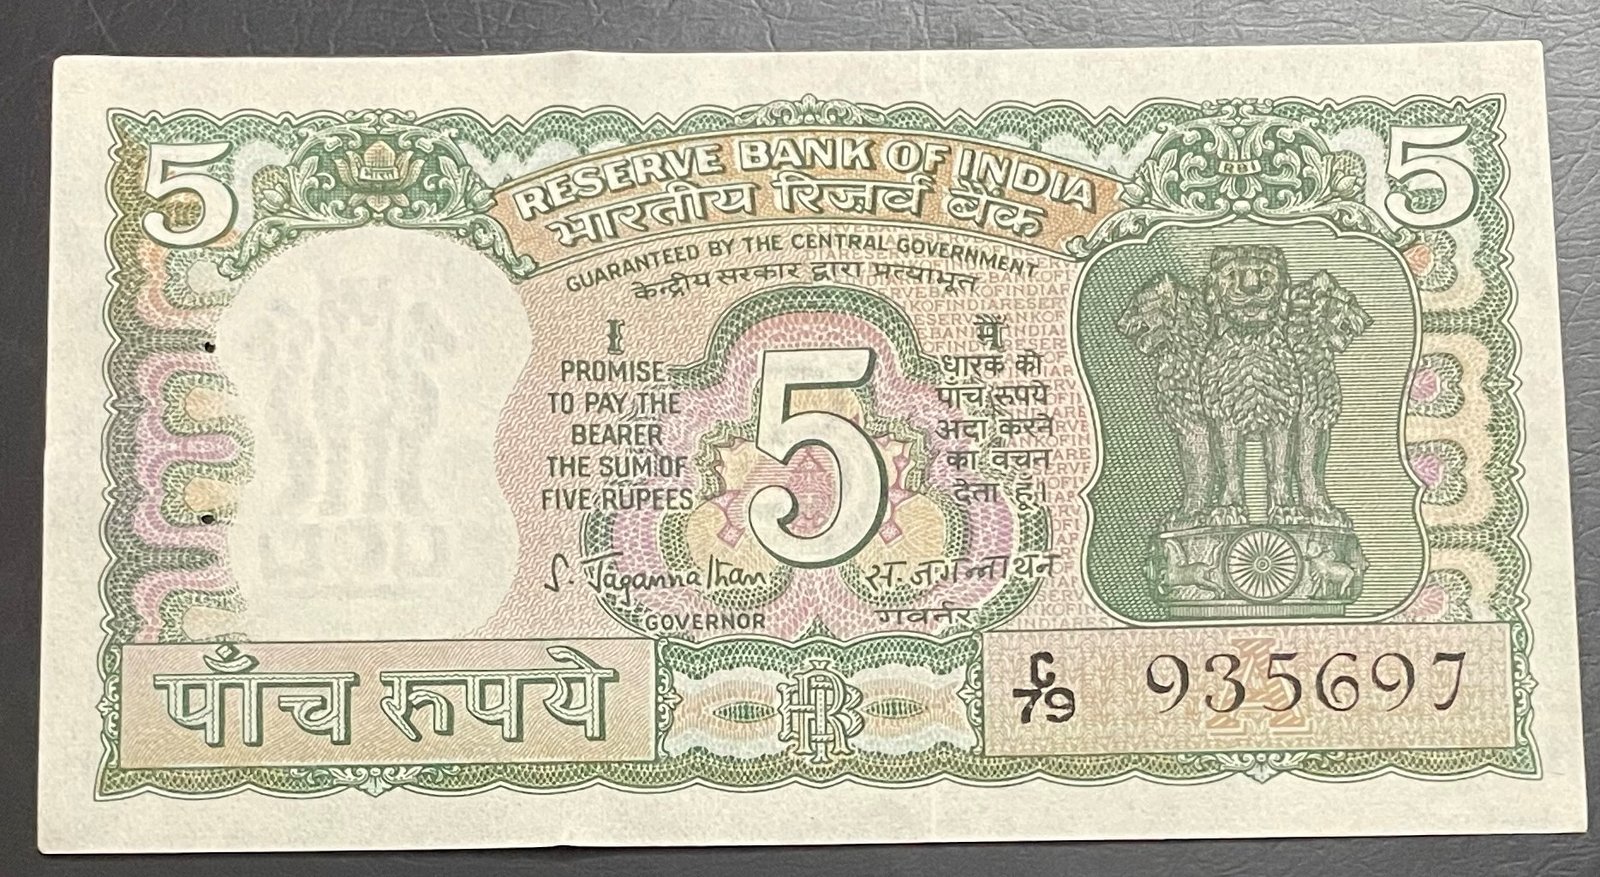 5
5
RBI
RESERVE BANK OF INDIA
भारतीय रिज़र्व बैंक
GUARANTEED BY THE CENTRAL GOVERNMENT
केन्द्रीय सरकार द्वारा प्रत्याभूत
I
PROMISE
TO PAY THE
BEARER
THE SUM OF
FIVE RUPEES
5
मैं
धारक को
पांच रुपये
अदा करने
का वचन
देता हूं।
S. Jagannathan
GOVERNOR
स. जगन्नाथन
गवर्नर
पाँच रुपये
C/79 935697
A